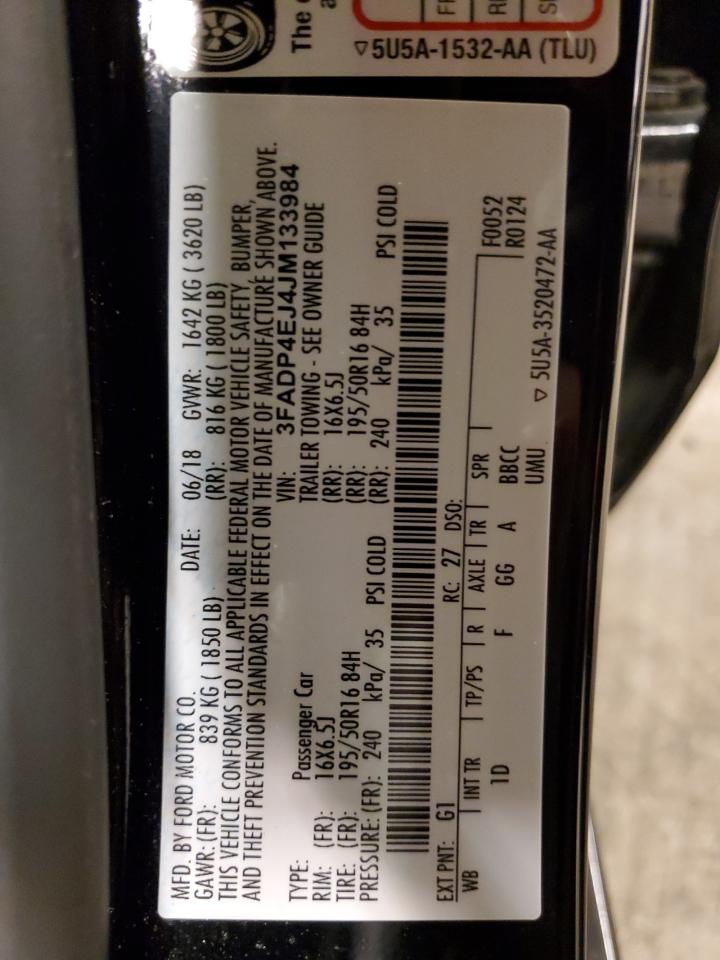 The
a
5U5A-1532-AA (TLU)
MFD. BY FORD MOTOR CO. DATE: 06/18 GVWR: 1642 KG ( 3620 LB)
GAWR: (FR): 839 KG ( 1850 LB) (RR): 816 KG ( 1800 LB)
THIS VEHICLE CONFORMS TO ALL APPLICABLE FEDERAL MOTOR VEHICLE SAFETY, BUMPER,
AND THEFT PREVENTION STANDARDS IN EFFECT ON THE DATE OF MANUFACTURE SHOWN ABOVE.
VIN: 3FADP4EJ4JM133984
TYPE: Passenger Car TRAILER TOWING - SEE OWNER GUIDE
RIM: (FR): 16X6.5J (RR): 16X6.5J
TIRE: (FR): 195/50R16 84H (RR): 195/50R16 84H
PRESSURE: (FR): 240 kPa/ 35 PSI COLD (RR): 240 kPa/ 35 PSI COLD
EXT PNT: G1 RC: 27 DSO:
WB INT TR TP/PS R AXLE TR SPR F0052
1D F GG A BBCC R0124
UMU
5U5A-3520472-AA